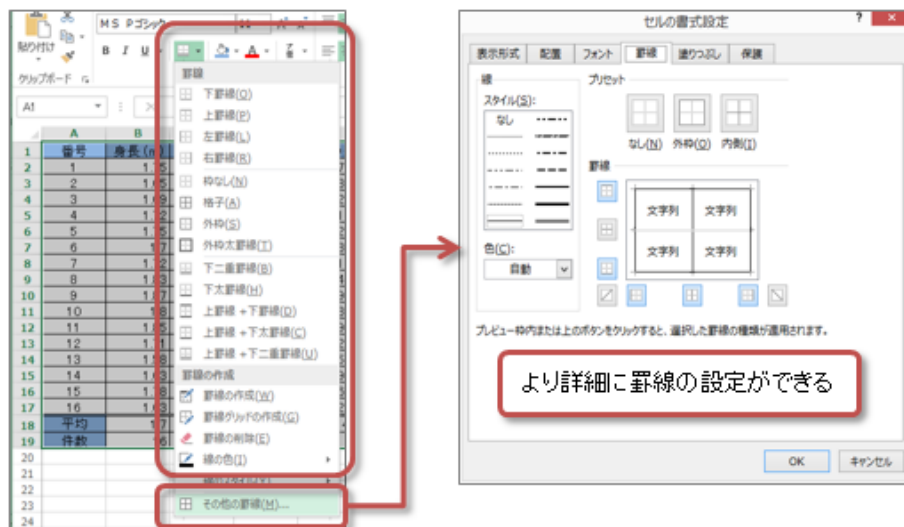 MS Pゴシック
11
貼り付け
B I U
クリップボード
A1
A B
1 番号 身長(m)
2 1
3 2
4 3
5 4
6 5
7 6
8 7
9 8
10 9
11 10
12 11
13 12
14 13
15 14
16 15
17 16
18 平均
19 件数
20
21
22
23
24
罫線
下罫線(O)
上罫線(P)
左罫線(L)
右罫線(R)
枠なし(N)
格子(A)
外枠(S)
外枠太罫線(T)
下二重罫線(B)
下太罫線(H)
上罫線 + 下罫線(D)
上罫線 + 下太罫線(C)
上罫線 + 下二重罫線(U)
罫線の作成
罫線の作成(W)
罫線グリッドの作成(G)
罫線の削除(E)
線の色(I)
その他の罫線(M)...
セルの書式設定
表示形式 配置 フォント 罫線 塗りつぶし 保護
線
スタイル(S):
なし
色(C):
自動
プリセット
なし(N) 外枠(O) 内側(I)
罫線
文字列 文字列
文字列 文字列
プレビュー枠内または上のボタンをクリックすると、選択した罫線の種類が適用されます。
より詳細に罫線の設定ができる
OK キャンセル